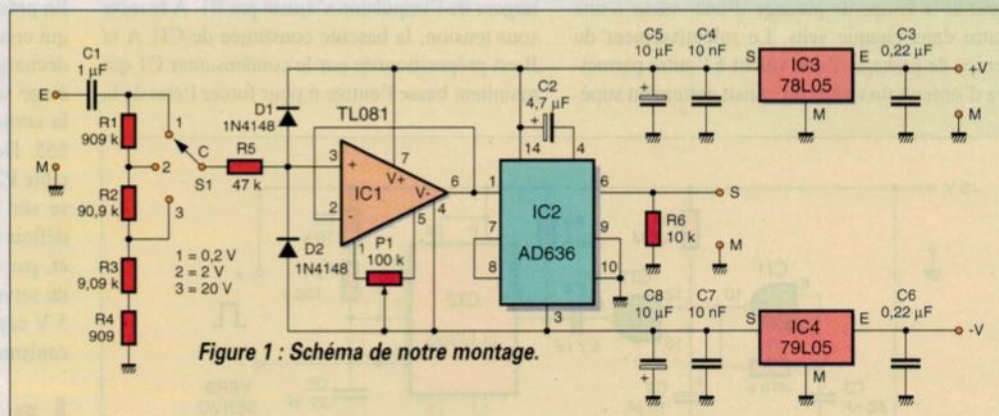 C1
1 µF
E
R1
909 k
M
R2
90,9 k
R3
9,09 k
R4
909
1
2
3
C
S1
1 = 0,2 V
2 = 2 V
3 = 20 V
R5
47 k
D1
1N4148
D2
1N4148
TL081
3
+
2
-
IC1
V+
7
V-
4
6
5
1
P1
100 k
C2
4,7 µF
14
4
1
7
8
6
9
10
3
IC2
AD636
R6
10 k
S
M
C5
10 µF
C4
10 nF
S
IC3
78L05
E
M
C3
0,22 µF
+V
M
C8
10 µF
C7
10 nF
S
IC4
79L05
E
M
C6
0,22 µF
-V
Figure 1 : Schéma de notre montage.